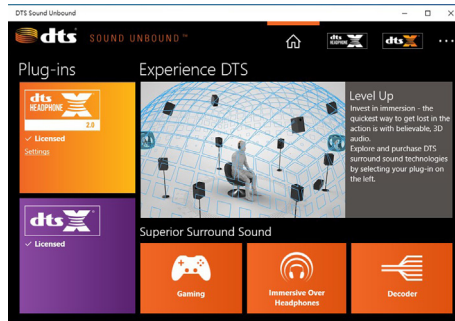 DTS Sound Unbound
dts SOUND UNBOUND™
dts HEADPHONE X
dts X
...
Plug-ins
Experience DTS
dts
HEADPHONE X
2.0
✓ Licensed
Settings
Level Up
Invest in immersion - the
quickest way to get lost in the
action is with believable, 3D
audio.
Explore and purchase DTS
surround sound technologies
by selecting your plug-in on
the left.
dts X
✓ Licensed
Superior Surround Sound
Gaming
Immersive Over
Headphones
Decoder